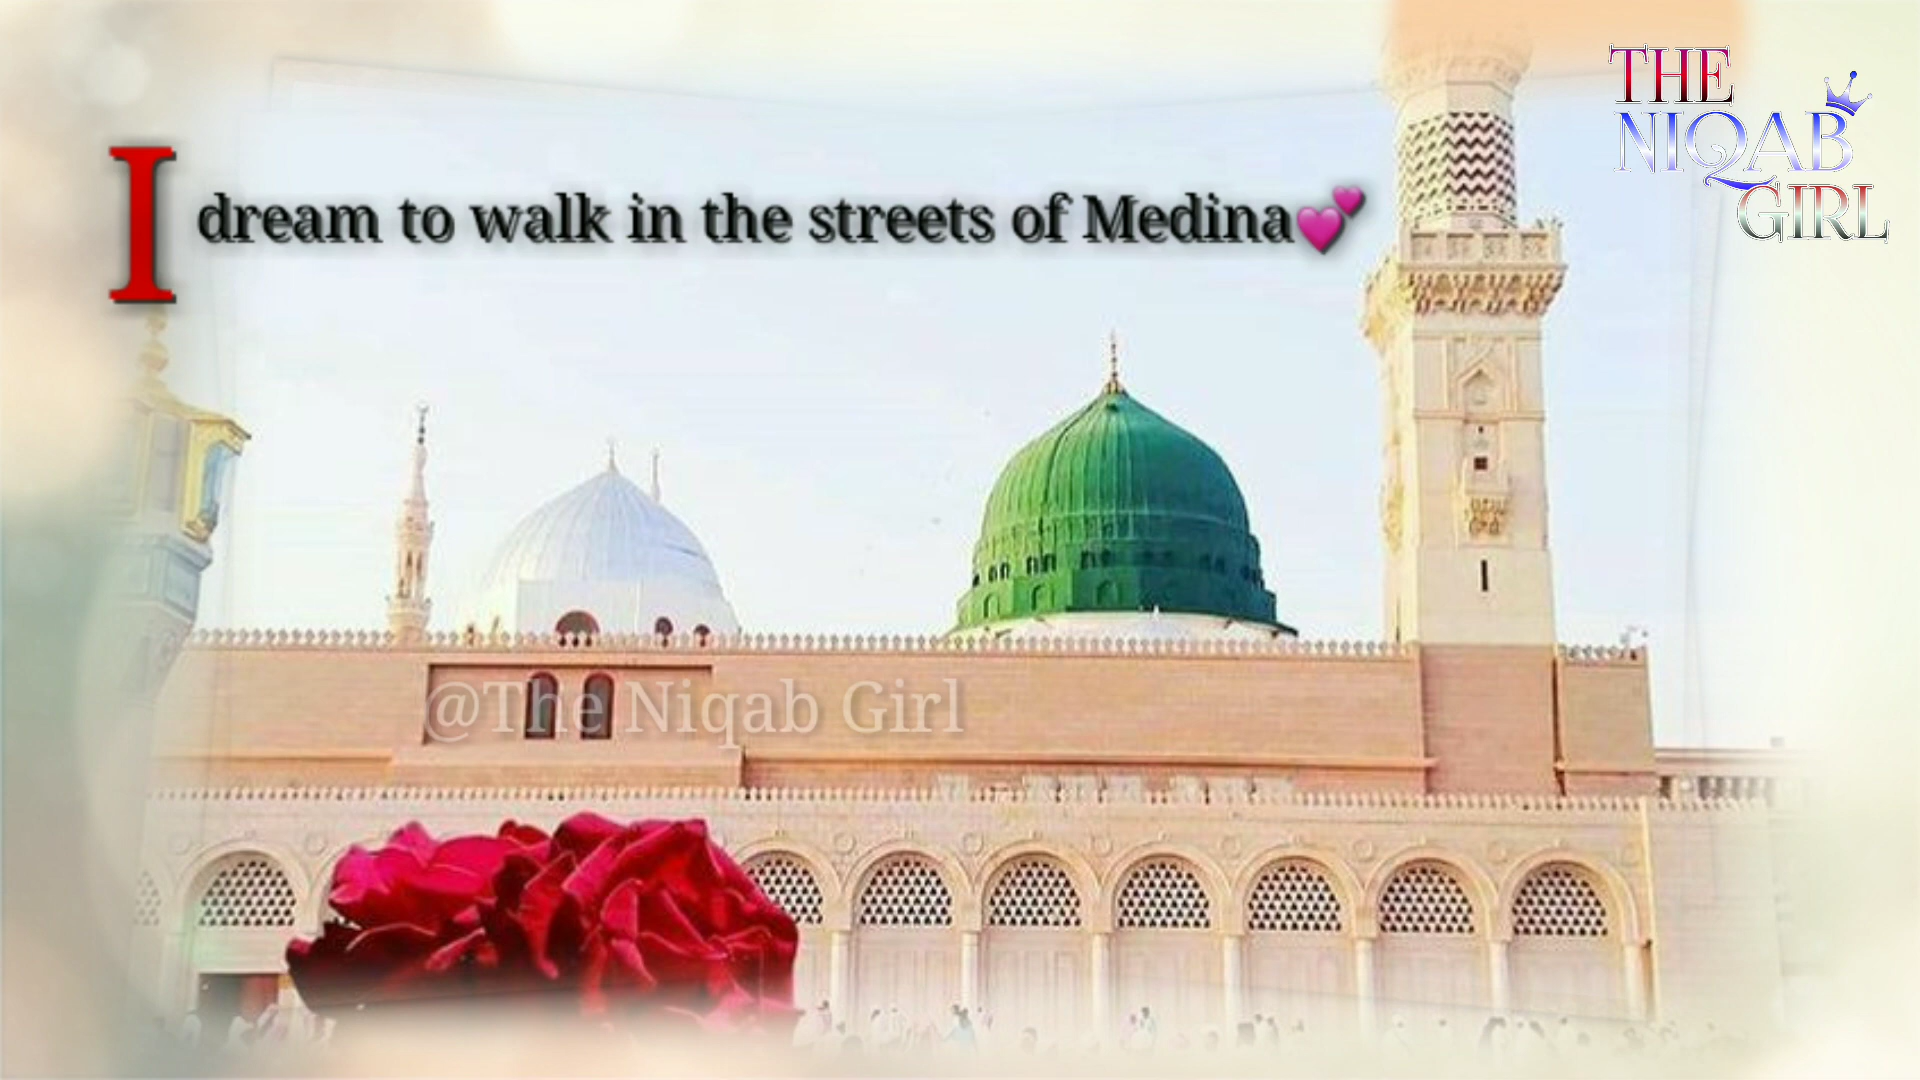 I dream to walk in the streets of Medina💕
THE
NIQAB
GIRL
@The Niqab Girl